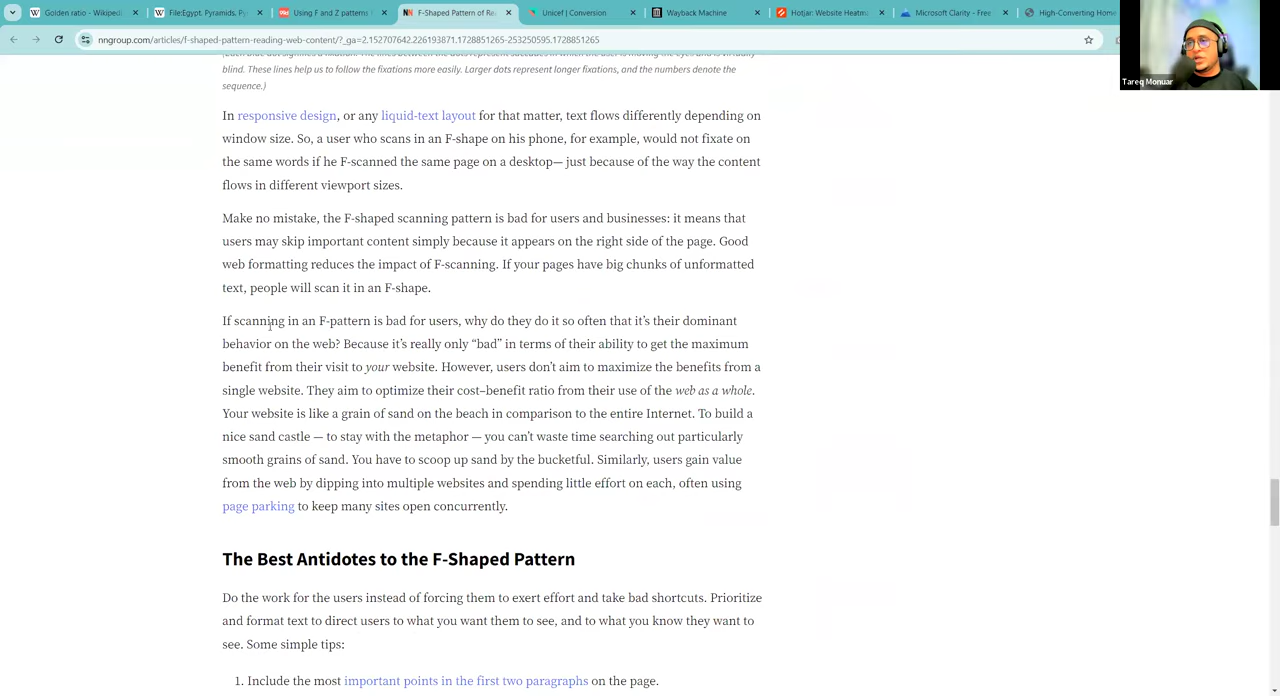 Golden ratio - Wikipedi
File:Egypt. Pyramids. Py
99d
Using F and Z patterns t
F-Shaped Pattern of Rea
Unicef | Conversion
Wayback Machine
Hotjar: Website Heatm
Microsoft Clarity - Free
High-Converting Hom
nngroup.com/articles/f-shaped-pattern-reading-web-content/?_ga=2.152707642.226193871.1728851265-253250595.1728851265
Tareq Monuar
blind. These lines help us to follow the fixations more easily. Larger dots represent longer fixations, and the numbers denote the
sequence.)
In responsive design, or any liquid-text layout for that matter, text flows differently depending on
window size. So, a user who scans in an F-shape on his phone, for example, would not fixate on
the same words if he F-scanned the same page on a desktop— just because of the way the content
flows in different viewport sizes.
Make no mistake, the F-shaped scanning pattern is bad for users and businesses: it means that
users may skip important content simply because it appears on the right side of the page. Good
web formatting reduces the impact of F-scanning. If your pages have big chunks of unformatted
text, people will scan it in an F-shape.
If scanning in an F-pattern is bad for users, why do they do it so often that it's their dominant
behavior on the web? Because it's really only “bad” in terms of their ability to get the maximum
benefit from their visit to your website. However, users don't aim to maximize the benefits from a
single website. They aim to optimize their cost–benefit ratio from their use of the web as a whole.
Your website is like a grain of sand on the beach in comparison to the entire Internet. To build a
nice sand castle — to stay with the metaphor — you can't waste time searching out particularly
smooth grains of sand. You have to scoop up sand by the bucketful. Similarly, users gain value
from the web by dipping into multiple websites and spending little effort on each, often using
page parking to keep many sites open concurrently.
The Best Antidotes to the F-Shaped Pattern
Do the work for the users instead of forcing them to exert effort and take bad shortcuts. Prioritize
and format text to direct users to what you want them to see, and to what you know they want to
see. Some simple tips:
1. Include the most important points in the first two paragraphs on the page.